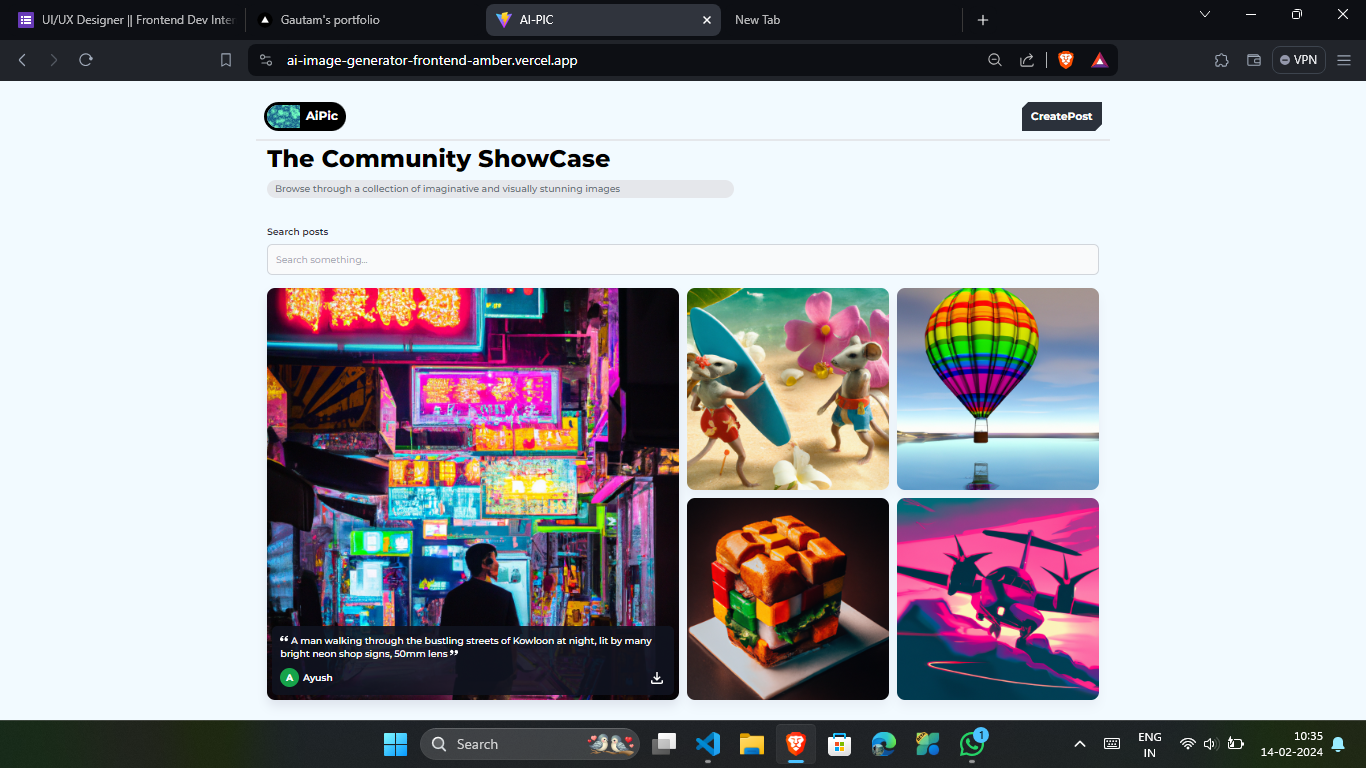 UI/UX Designer || Frontend Dev Inter
Gautam's portfolio
AI-PIC
New Tab
ai-image-generator-frontend-amber.vercel.app
VPN
AiPic
CreatePost
The Community ShowCase
Browse through a collection of imaginative and visually stunning images
Search posts
Search something...
“ A man walking through the bustling streets of Kowloon at night, lit by many
bright neon shop signs, 50mm lens ”
A Ayush
Search
1
ENG
IN
10:35
14-02-2024